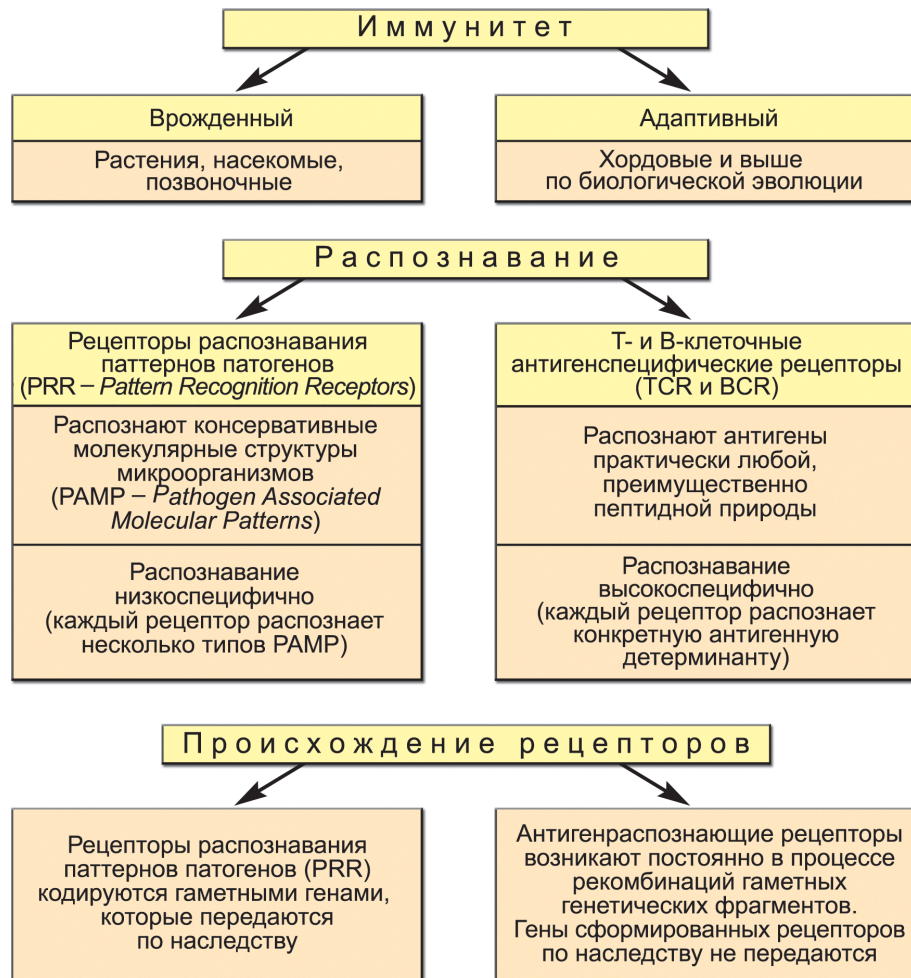 Иммунитет
Врожденный
Растения, насекомые,
позвоночные
Адаптивный
Хордовые и выше
по биологической эволюции
Распознавание
Рецепторы распознавания
паттернов патогенов
(PRR – Pattern Recognition Receptors)
Распознают консервативные
молекулярные структуры
микроорганизмов
(PAMP – Pathogen Associated
Molecular Patterns)
Распознавание
низкоспецифично
(каждый рецептор распознает
несколько типов PAMP)
Т- и В-клеточные
антигенспецифические рецепторы
(TCR и BCR)
Распознают антигены
практически любой,
преимущественно
пептидной природы
Распознавание
высокоспецифично
(каждый рецептор распознает
конкретную антигенную
детерминанту)
Происхождение рецепторов
Рецепторы распознавания
паттернов патогенов (PRR)
кодируются гаметными генами,
которые передаются
по наследству
Антигенраспознающие рецепторы
возникают постоянно в процессе
рекомбинаций гаметных
генетических фрагментов.
Гены сформированных рецепторов
по наследству не передаются